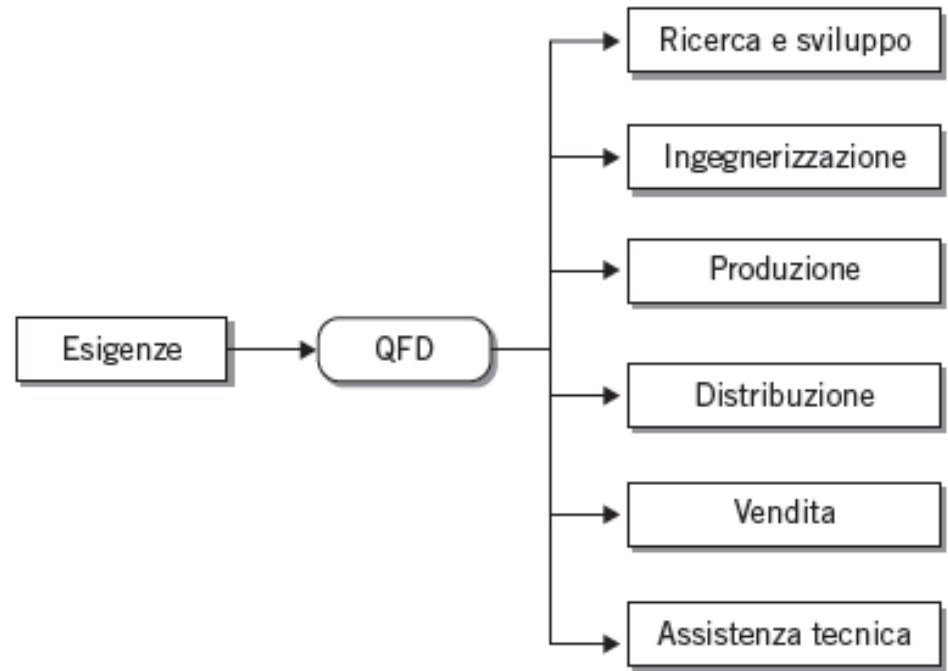 Esigenze
QFD
Ricerca e sviluppo
Ingegnerizzazione
Produzione
Distribuzione
Vendita
Assistenza tecnica